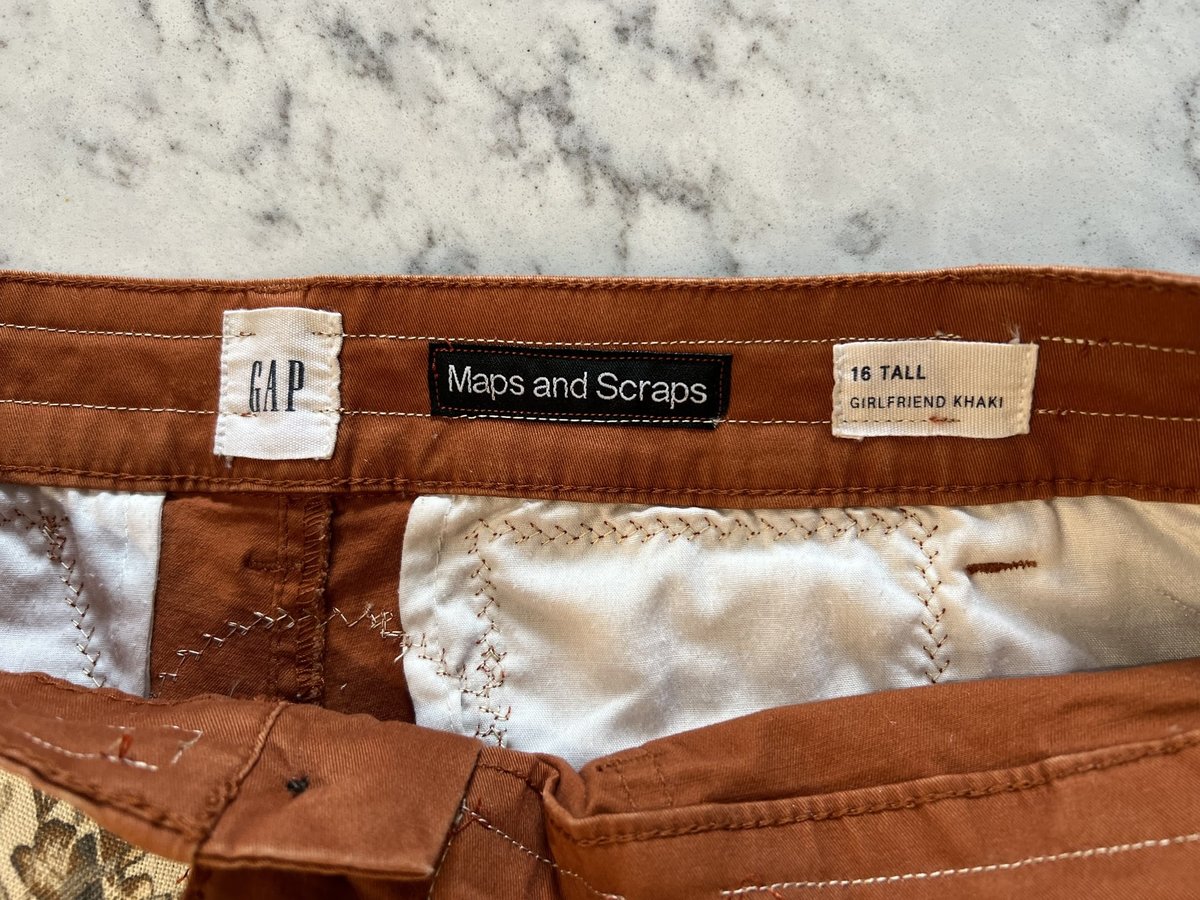 GAP
Maps and Scraps
16 TALL
GIRLFRIEND KHAKI